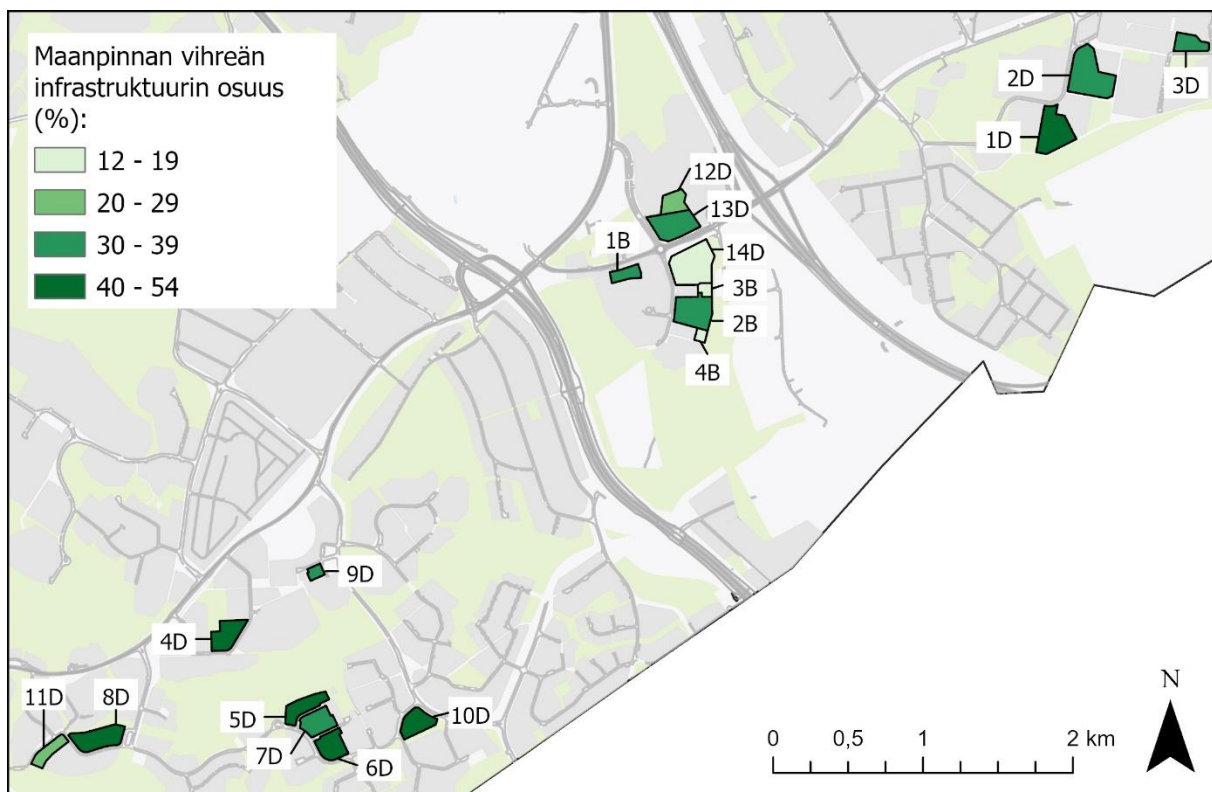 Maanpinnan vihreän
infrastruktuurin osuus
(%):
12 - 19
20 - 29
30 - 39
40 - 54
2D
3D
1D
12D
13D
1B
14D
3B
2B
4B
9D
4D
11D
8D
5D
7D
6D
10D
N
0 0,5 1 2 km